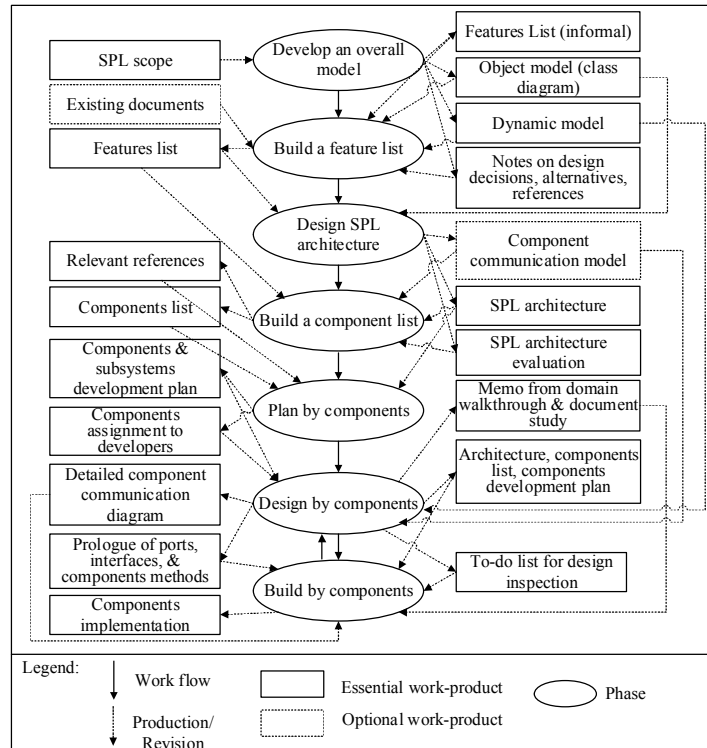 Develop an overall
model
SPL scope
Features List (informal)
Object model (class
diagram)
Existing documents
Dynamic model
Features list
Build a feature list
Notes on design
decisions, alternatives,
references
Design SPL
architecture
Component
communication model
Relevant references
Components list
Build a component list
SPL architecture
SPL architecture
evaluation
Components &
subsystems
development plan
Plan by components
Memo from domain
walkthrough & document
study
Components
assignment to
developers
Architecture, components
list, components
development plan
Detailed component
communication
diagram
Design by components
Prologue of ports,
interfaces, &
components methods
To-do list for design
inspection
Build by components
Components
implementation
Legend:
Work flow
Essential work-product
Phase
Production/
Revision
Optional work-product